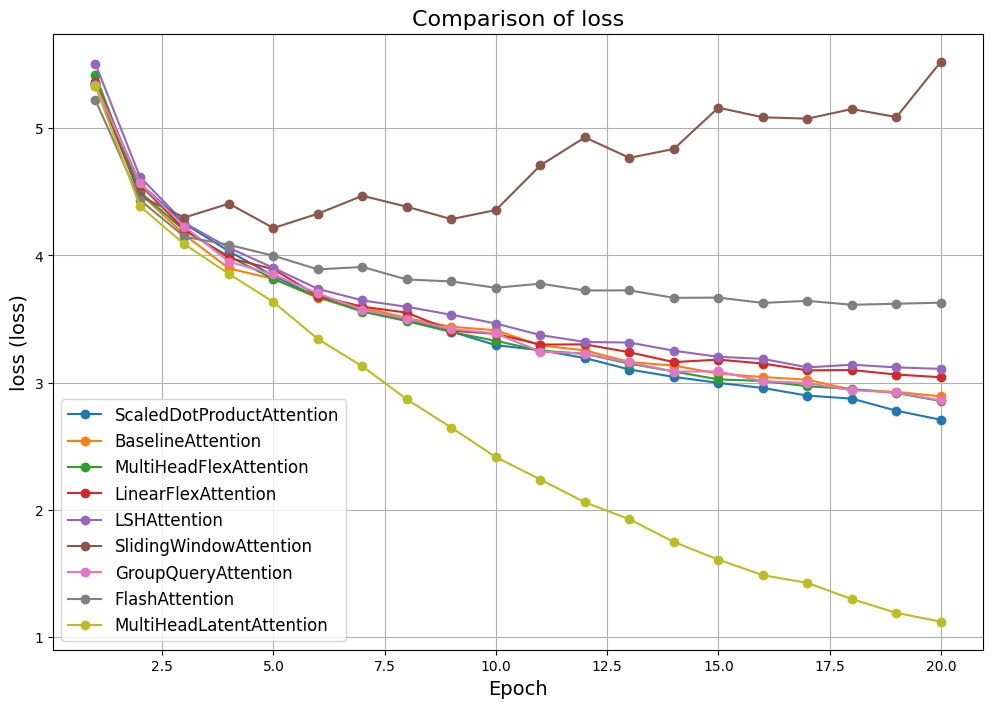 Comparison of loss
loss (loss)
5
4
3
2
1
ScaledDotProductAttention
BaselineAttention
MultiHeadFlexAttention
LinearFlexAttention
LSHAttention
SlidingWindowAttention
GroupQueryAttention
FlashAttention
MultiHeadLatentAttention
2.5 5.0 7.5 10.0 12.5 15.0 17.5 20.0
Epoch